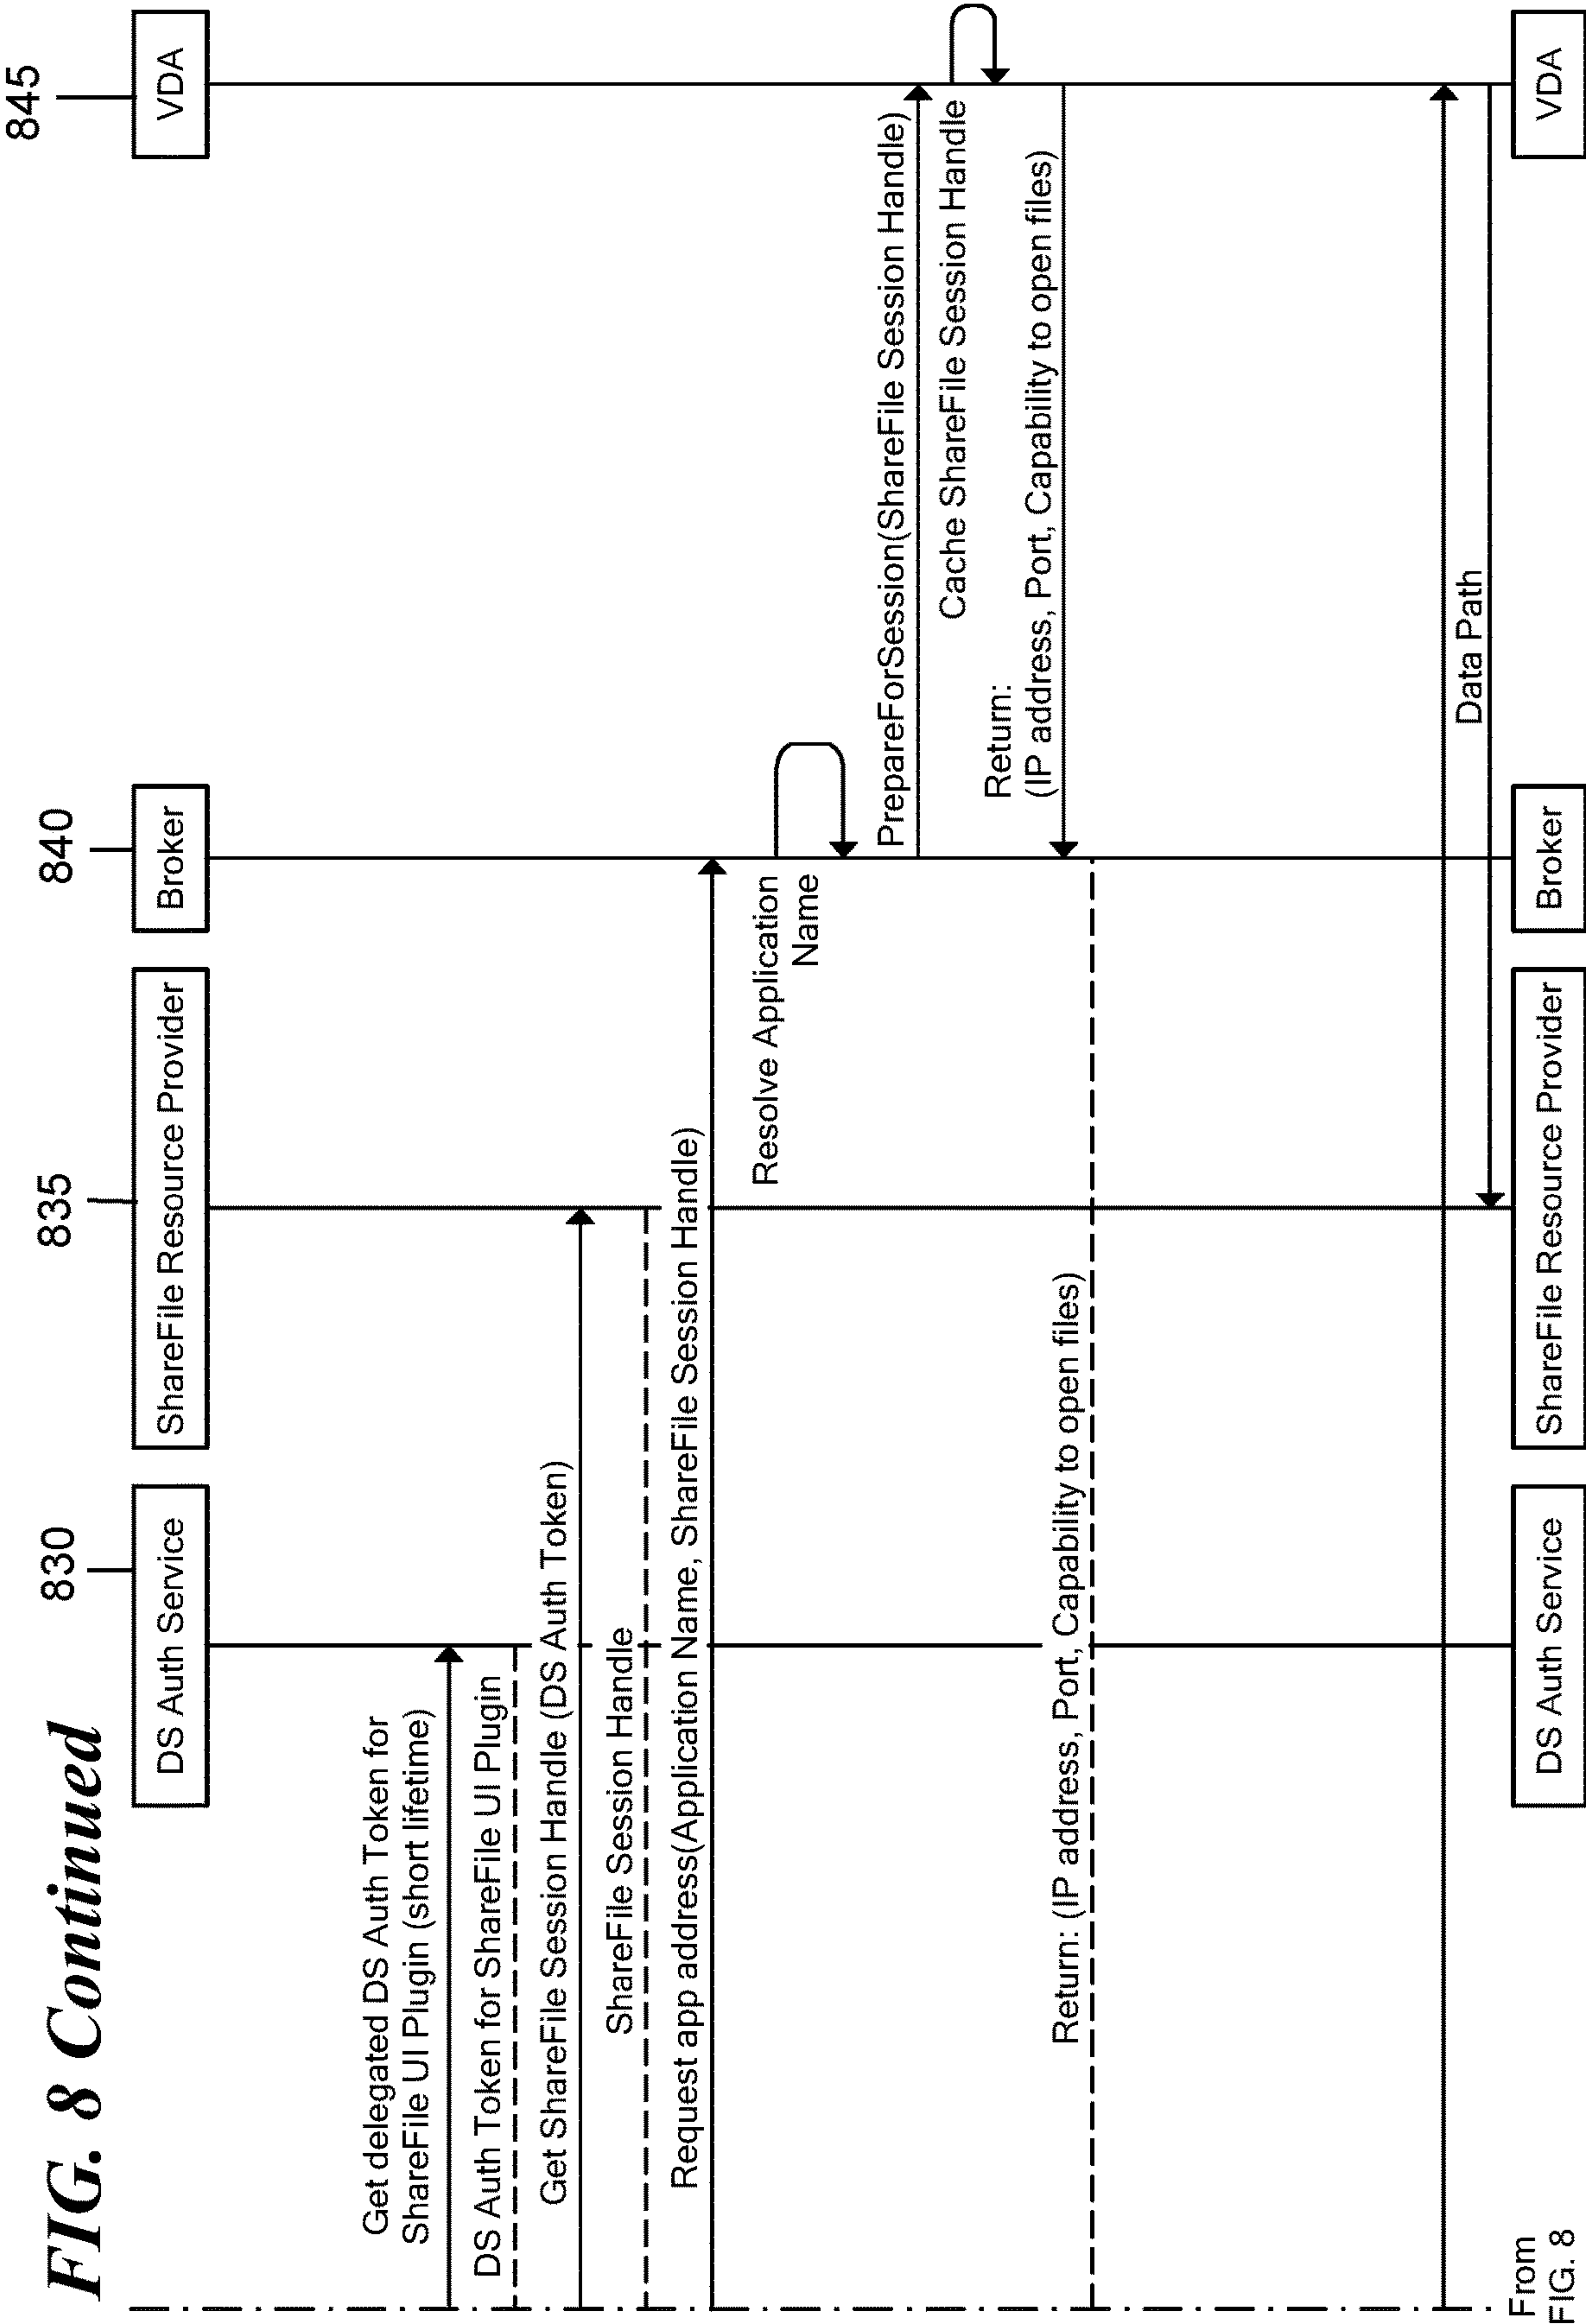 FIG. 8 Continued
830
835
840
845
DS Auth Service
ShareFile Resource Provider
Broker
VDA
Get delegated DS Auth Token for
ShareFile UI Plugin (short lifetime)
DS Auth Token for ShareFile UI Plugin
Get ShareFile Session Handle (DS Auth Token)
ShareFile Session Handle
Request app address(Application Name, ShareFile Session Handle)
Resolve Application
Name
PrepareForSession(ShareFile Session Handle)
Cache ShareFile Session Handle
Return:
(IP address, Port, Capability to open files)
Return: (IP address, Port, Capability to open files)
Data Path
DS Auth Service
ShareFile Resource Provider
Broker
VDA
From
FIG. 8